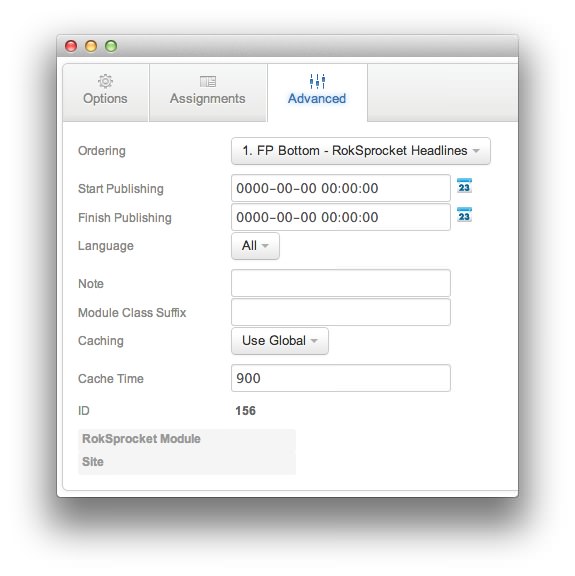 Options Assignments Advanced
Ordering 1. FP Bottom - RokSprocket Headlines
Start Publishing 0000-00-00 00:00:00 23
Finish Publishing 0000-00-00 00:00:00 23
Language All
Note
Module Class Suffix
Caching Use Global
Cache Time 900
ID 156
RokSprocket Module
Site